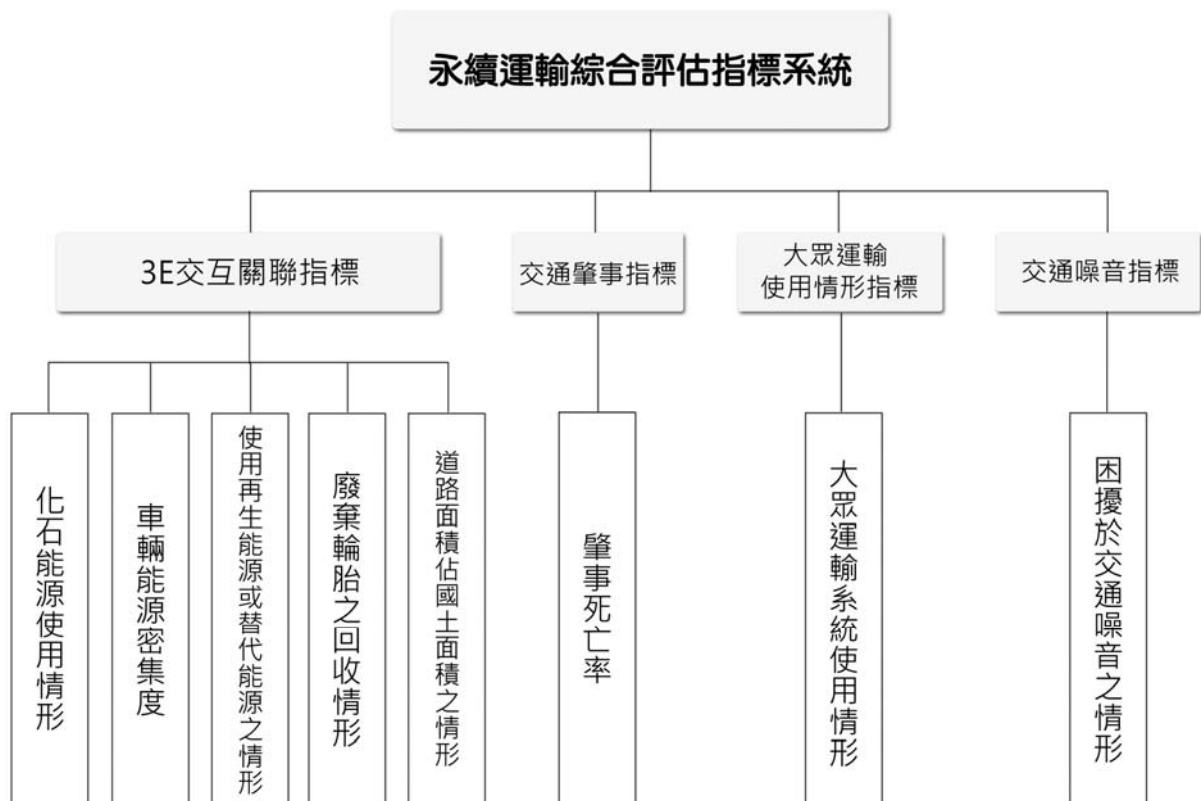 永續運輸綜合評估指標系統
3E交互關聯指標
交通肇事指標
大眾運輸
使用情形指標
交通噪音指標
化石能源使用情形
車輛能源密集度
使用再生能源或替代能源之情形
廢棄輪胎之回收情形
道路面積佔國土面積之情形
肇事死亡率
大眾運輸系統使用情形
困擾於交通噪音之情形